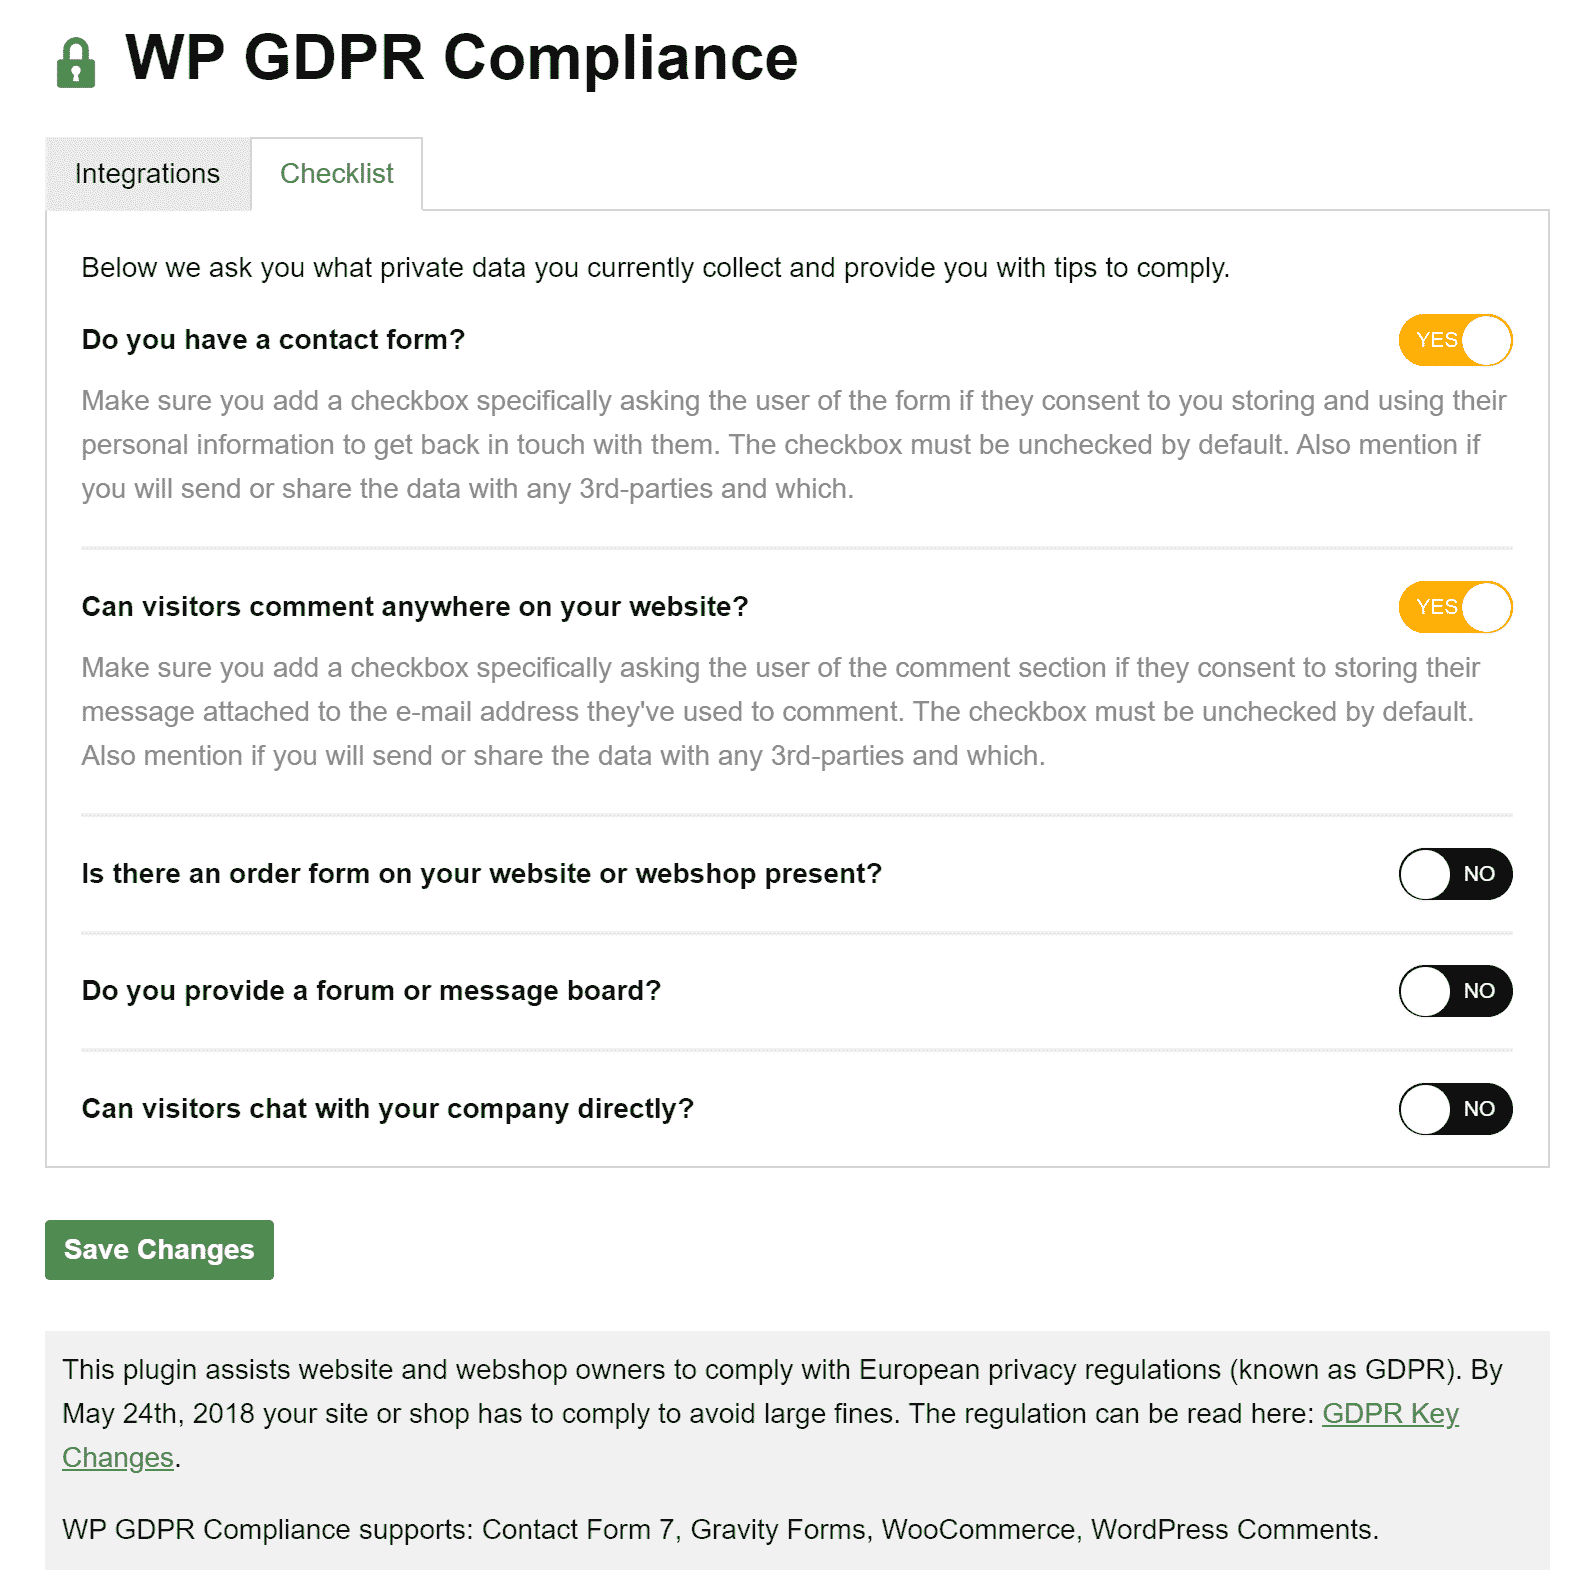 WP GDPR Compliance
Integrations
Checklist
Below we ask you what private data you currently collect and provide you with tips to comply.
Do you have a contact form?
YES
Make sure you add a checkbox specifically asking the user of the form if they consent to you storing and using their
personal information to get back in touch with them. The checkbox must be unchecked by default. Also mention if
you will send or share the data with any 3rd-parties and which.
Can visitors comment anywhere on your website?
YES
Make sure you add a checkbox specifically asking the user of the comment section if they consent to storing their
message attached to the e-mail address they've used to comment. The checkbox must be unchecked by default.
Also mention if you will send or share the data with any 3rd-parties and which.
Is there an order form on your website or webshop present?
NO
Do you provide a forum or message board?
NO
Can visitors chat with your company directly?
NO
Save Changes
This plugin assists website and webshop owners to comply with European privacy regulations (known as GDPR). By
May 24th, 2018 your site or shop has to comply to avoid large fines. The regulation can be read here: GDPR Key
Changes.
WP GDPR Compliance supports: Contact Form 7, Gravity Forms, WooCommerce, WordPress Comments.